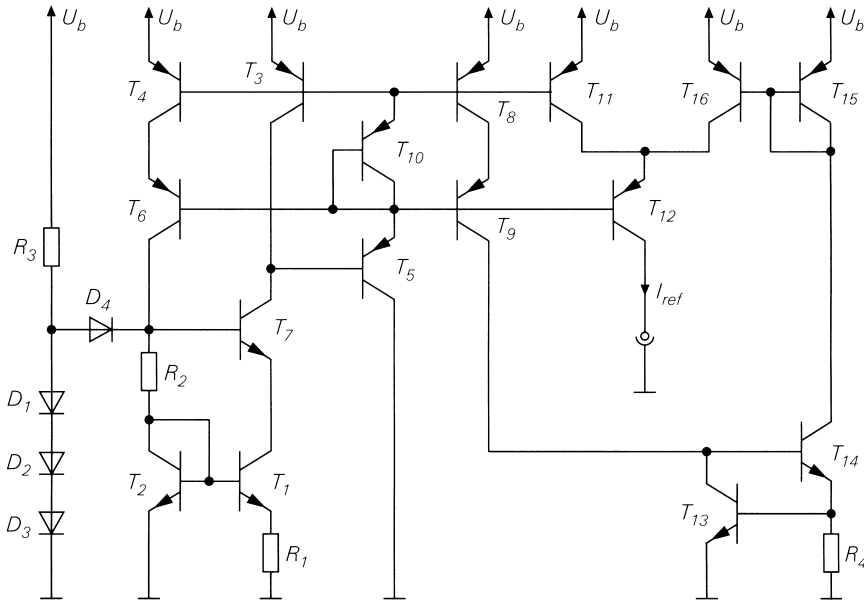 U_b U_b U_b U_b U_b U_b U_b
T_4 T_3 T_8 T_11 T_16 T_15
T_10
T_6 T_9 T_12
R_3 T_5
D_4 I_ref
T_7
R_2
D_1
T_14
D_2 T_2 T_1
T_13
D_3
R_1 R_4